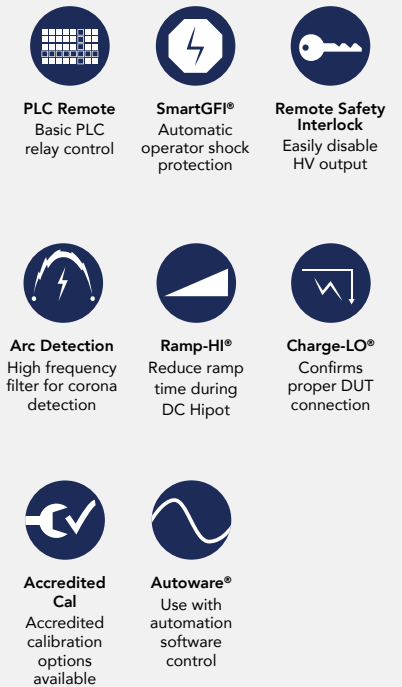 PLC Remote
Basic PLC
relay control
SmartGFI®
Automatic
operator shock
protection
Remote Safety
Interlock
Easily disable
HV output
Arc Detection
High frequency
filter for corona
detection
Ramp-HI®
Reduce ramp
time during
DC Hipot
Charge-LO®
Confirms
proper DUT
connection
Accredited
Cal
Accredited
calibration
options
available
Autoware®
Use with
automation
software
control